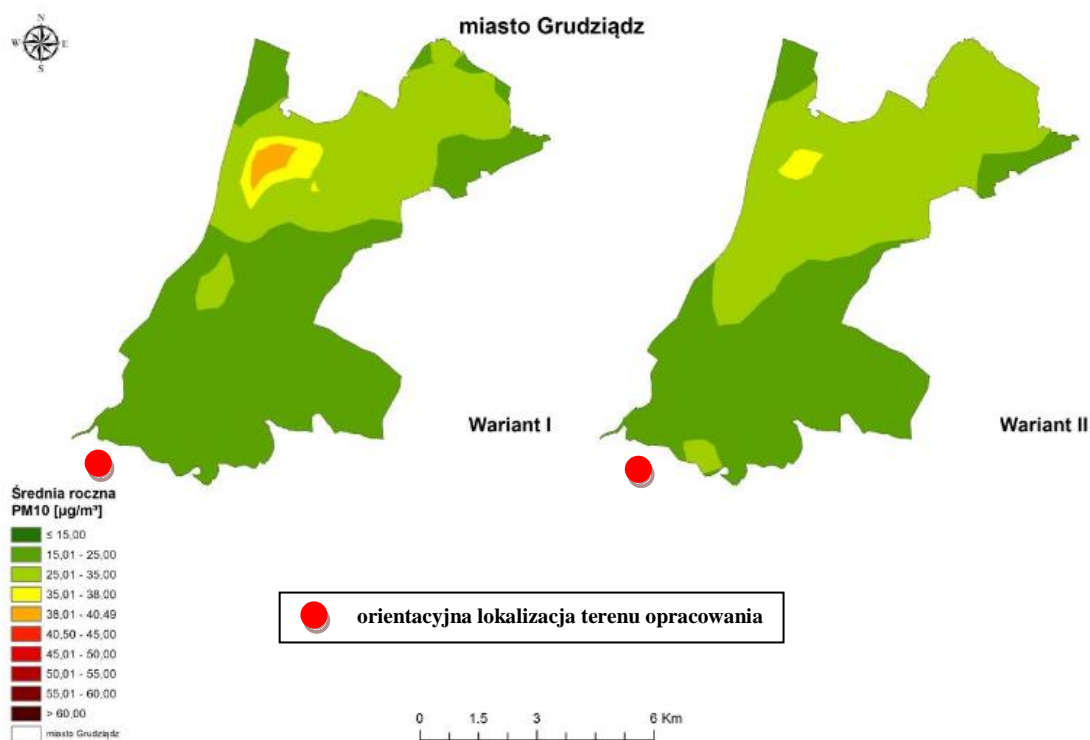 miasto Grudziądz
N
W E
S
Wariant I
Wariant II
Średnia roczna
PM10 [µg/m³]
≤ 15,00
15,01 - 25,00
25,01 - 35,00
35,01 - 38,00
38,01 - 40,49
40,50 - 45,00
45,01 - 50,00
50,01 - 55,00
55,01 - 60,00
> 60,00
miasto Grudziądz
orientacyjna lokalizacja terenu opracowania
0 1.5 3 6 Km